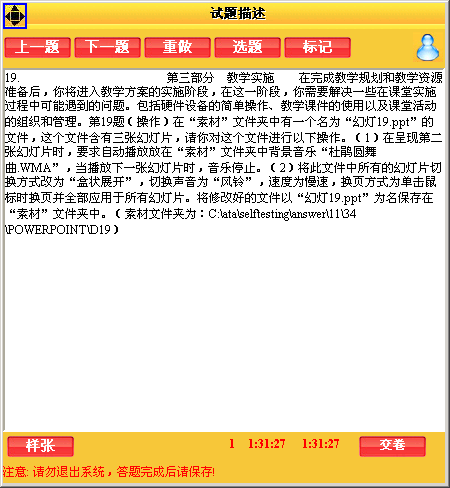 试题描述
上一题 下一题 重做 选题 标记
19. 第三部分 教学实施 在完成教学规划和教学资源
准备后，你将进入教学方案的实施阶段，在这一阶段，你需要解决一些在课堂实施
过程中可能遇到的问题。包括硬件设备的简单操作、教学课件的使用以及课堂活动
的组织和管理。第19题（操作）在“素材”文件夹中有一个名为“幻灯19.ppt”的
文件，这个文件含有三张幻灯片，请你对这个文件进行以下操作。（1）在呈现第二
张幻灯片时，要求自动播放放在“素材”文件夹中背景音乐“杜鹃圆舞
曲.WMA”，当播放下一张幻灯片时，音乐停止。（2）将此文件中所有的幻灯片切
换方式改为“盒状展开”，切换声音为“风铃”，速度为慢速，换页方式为单击鼠
标时换页并全部应用于所有幻灯片。将修改好的文件以“幻灯19.ppt”为名保存在
“素材”文件夹中。（素材文件夹为：C:\ata\selftesting\answer\11\34
\POWERPOINT\D19）
样张 1 1:31:27 1:31:27 交卷
注意: 请勿退出系统，答题完成后请保存!